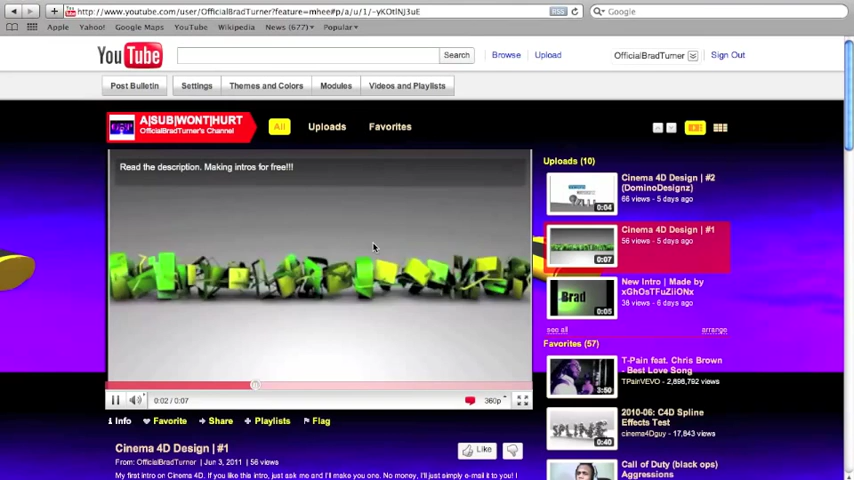 http://www.youtube.com/user/OfficialBradTurner?feature=mhee#p/a/u/1/-yKOtlNJ3uE
RSS
Google
Apple Yahoo! Google Maps YouTube Wikipedia News (677) Popular
YouTube
Search
Browse
Upload
OfficialBradTurner
Sign Out
Post Bulletin
Settings
Themes and Colors
Modules
Videos and Playlists
A|SUB|WONT|HURT
OfficialBradTurner's Channel
All
Uploads
Favorites
Read the description. Making intros for free!!!
0:02 / 0:07
360p
Info
Favorite
Share
Playlists
Flag
Cinema 4D Design | #1
From: OfficialBradTurner | Jun 3, 2011 | 56 views
Like
My first intro on Cinema 4D. If you like this intro, just ask me and I'll make you one. No money, I'll just simply e-mail it to you! I
Uploads (10)
0:04
Cinema 4D Design | #2
(DominoDesignz)
66 views - 5 days ago
0:07
Cinema 4D Design | #1
56 views - 5 days ago
Brad
0:05
New Intro | Made by
xGhOsTFuZiiONx
38 views - 6 days ago
see all
arrange
Favorites (57)
3:50
T-Pain feat. Chris Brown
- Best Love Song
TPainVEVO - 2,896,792 views
SPLINE
0:40
2010-06: C4D Spline
Effects Test
cinema4dguy - 17,843 views
Call of Duty (black ops)
Aggressions